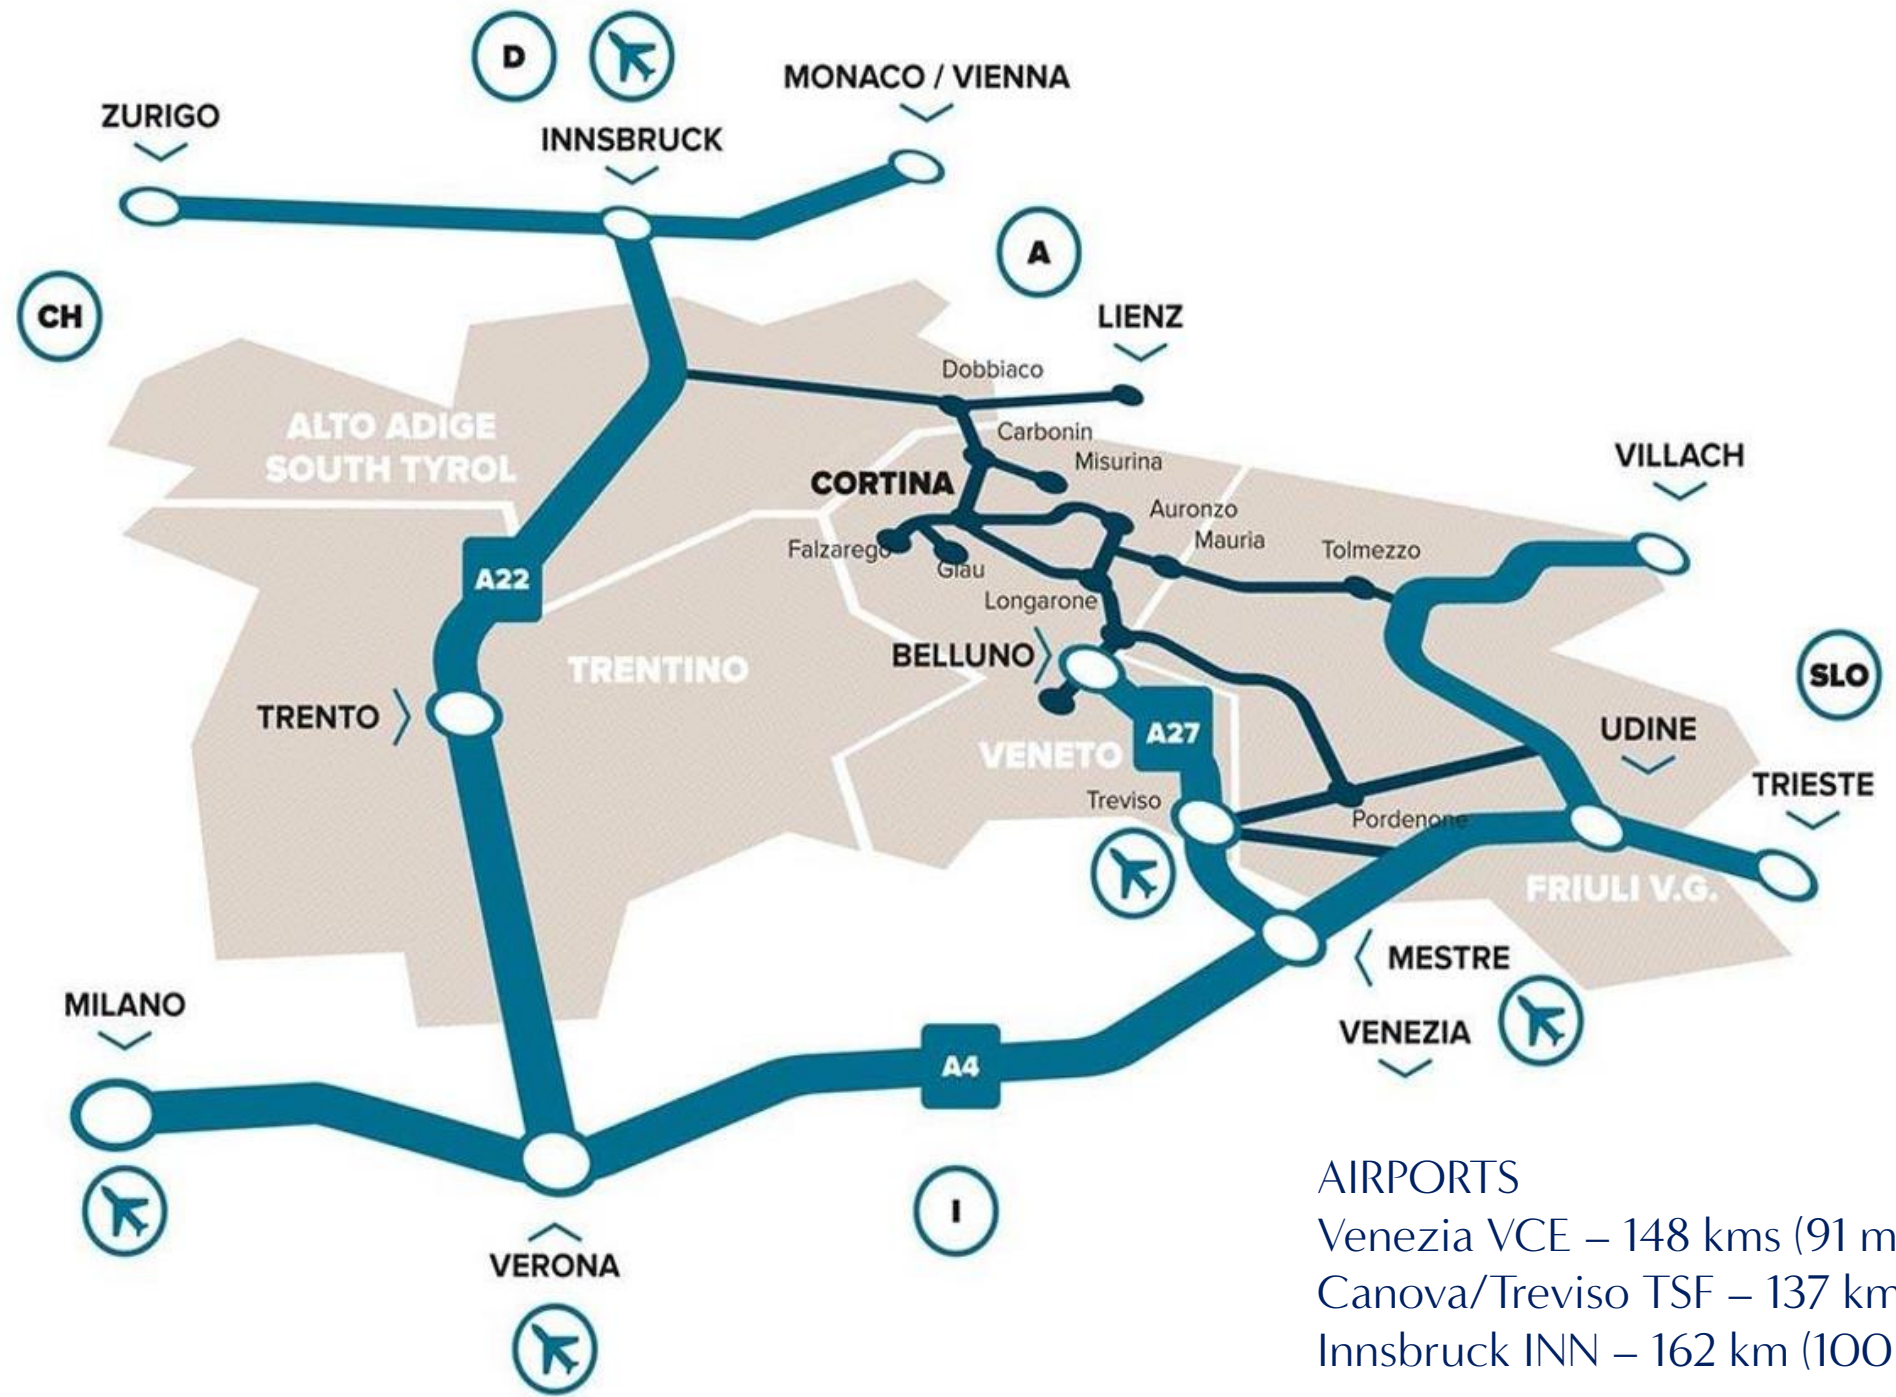 D
MONACO / VIENNA
ZURIGO
INNSBRUCK
A
CH
LIENZ
Dobbiaco
ALTO ADIGE
SOUTH TYROL
Carbonin
Misurina
CORTINA
VILLACH
Auronzo
Mauria
Falzarego
Giau
Tolmezzo
A22
Longarone
BELLUNO
TRENTINO
SLO
TRENTO
A27
UDINE
VENETO
TRIESTE
Treviso
Pordenone
FRIULI V.G.
MESTRE
MILANO
VENEZIA
A4
I
VERONA
AIRPORTS
Venezia VCE – 148 kms (91 m
Canova/Treviso TSF – 137 km
Innsbruck INN – 162 km (100